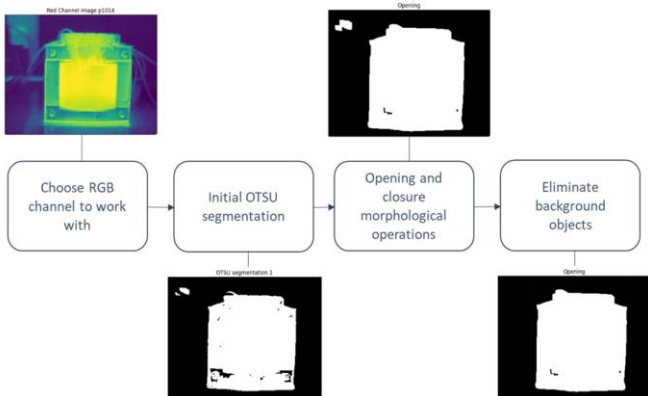 Red Channel image p1014
Opening
Choose RGB
channel to work
with
Initial OTSU
segmentation
Opening and
closure
morphological
operations
Eliminate
background
objects
OTSU segmentation 1
Opening